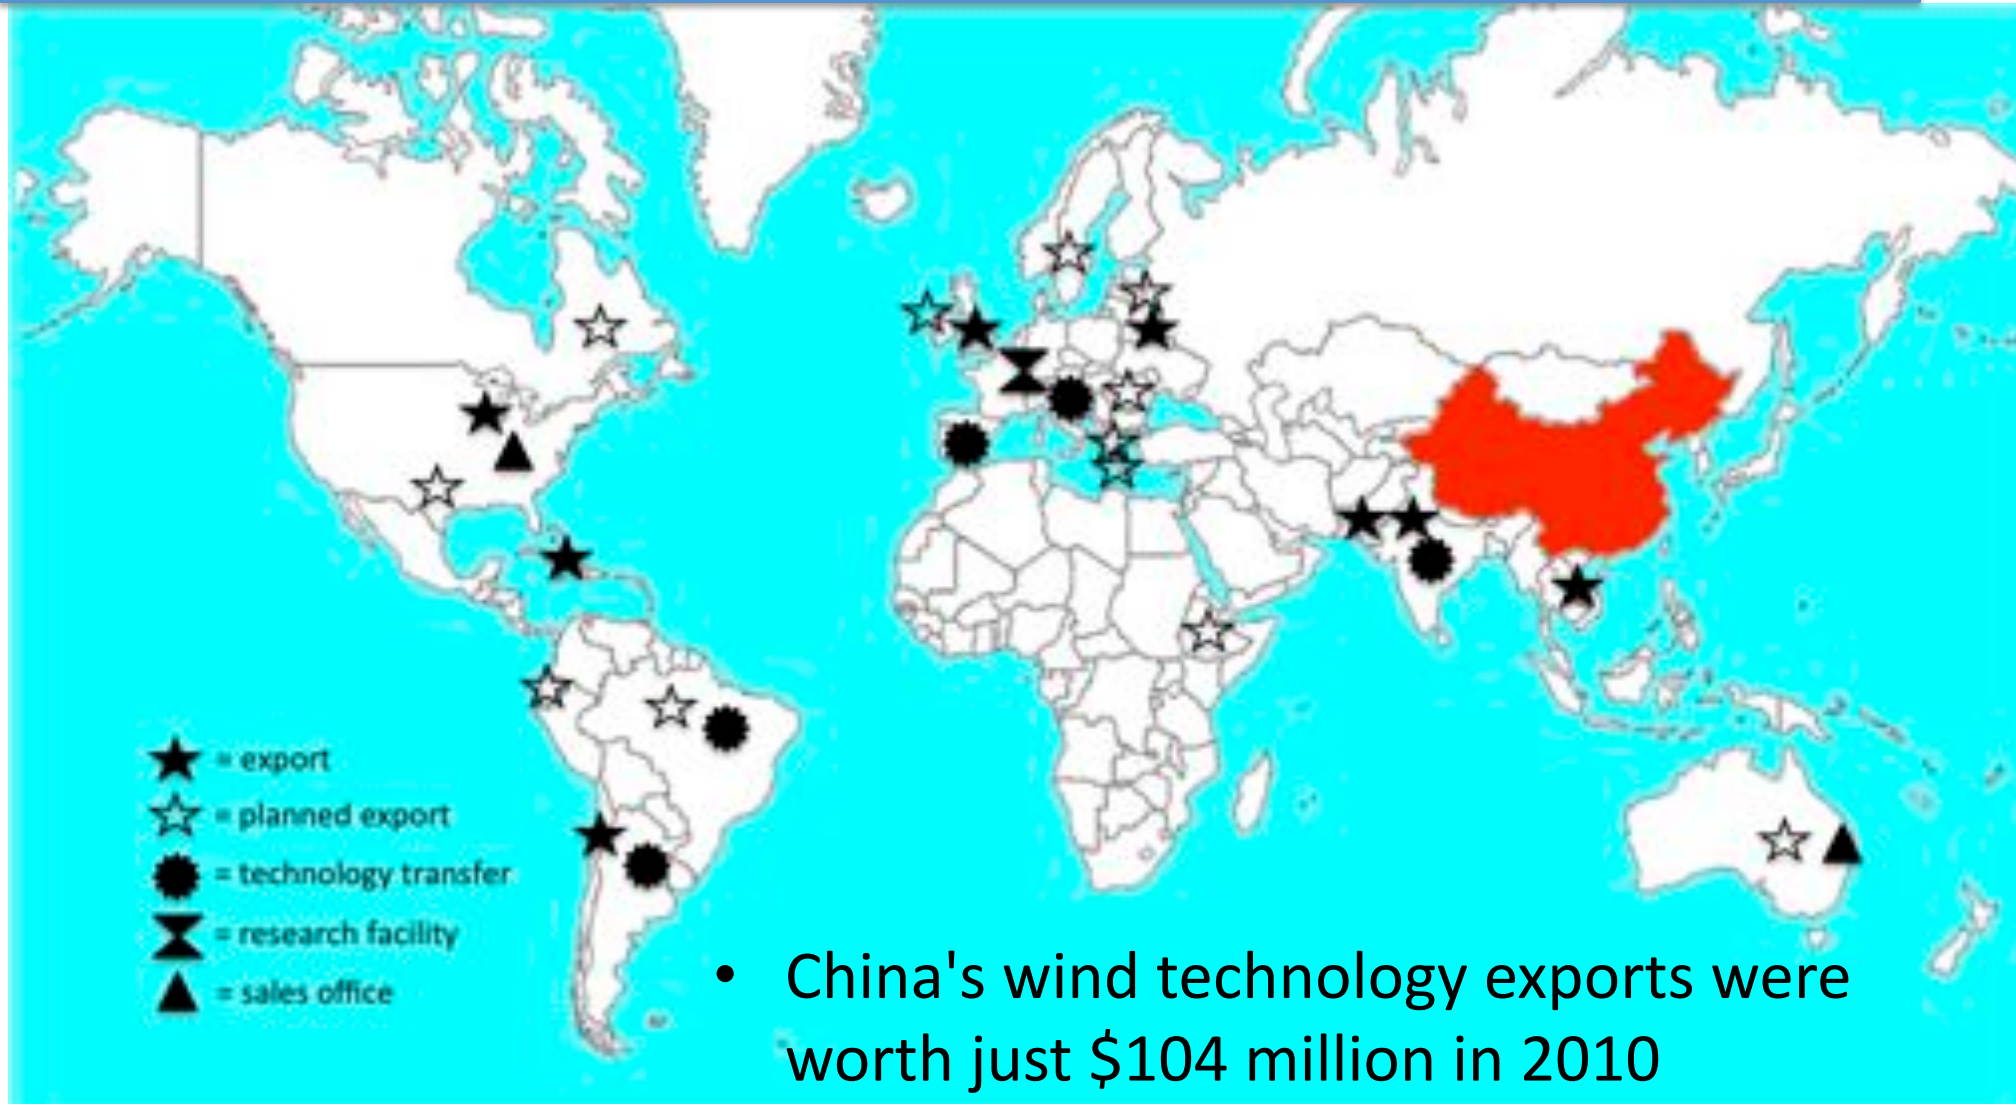 = export
= planned export
= technology transfer
= research facility
= sales office
• China's wind technology exports were
worth just $104 million in 2010